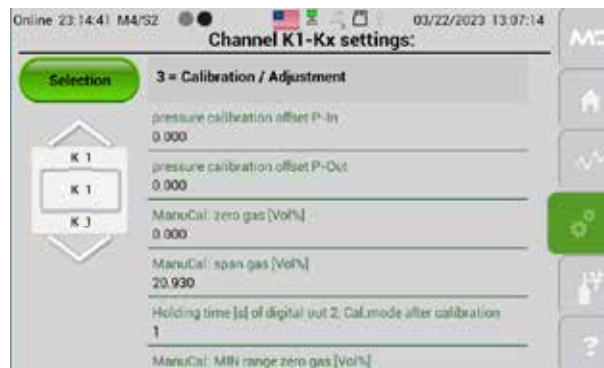 Online 23:14:41 M4/S2
03/22/2023 13:07:14
Channel K1-Kx settings:
Selection
3 = Calibration / Adjustment
pressure calibration offset P-In
0.000
pressure calibration offset P-Out
0.000
K 1
K 1
K 3
ManuCal: zero gas [Vol%]
0.000
ManuCal: span gas [Vol%]
20.930
Holding time [s] of digital out 2, Cal.mode after calibration
1
ManuCal: MIN range zero gas [Vol%]
?